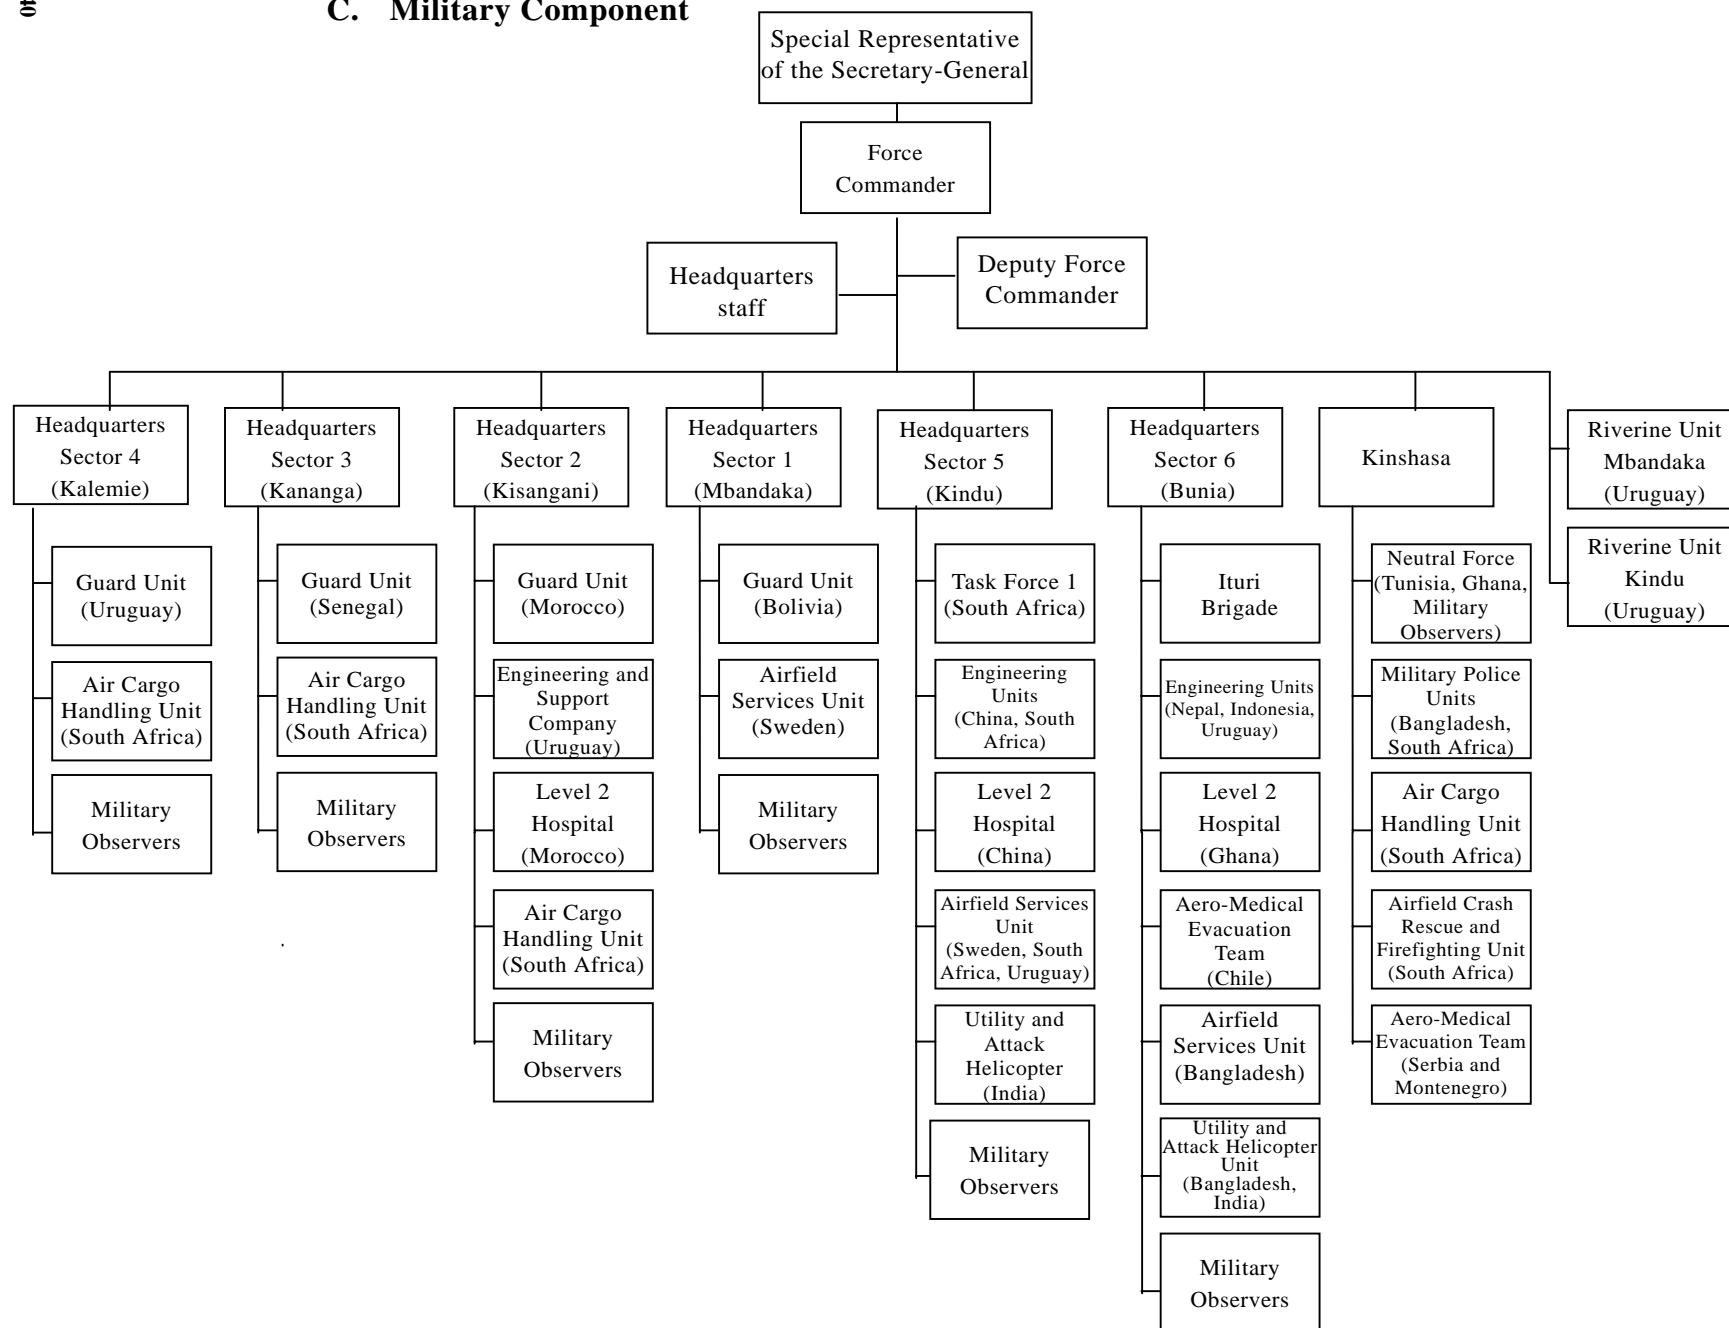 C. Military Component
Special Representative
of the Secretary-General
Force
Commander
Headquarters
staff
Deputy Force
Commander
Headquarters
Sector 4
(Kalemie)
Headquarters
Sector 3
(Kananga)
Headquarters
Sector 2
(Kisangani)
Headquarters
Sector 1
(Mbandaka)
Headquarters
Sector 5
(Kindu)
Headquarters
Sector 6
(Bunia)
Kinshasa
Riverine Unit
Mbandaka
(Uruguay)
Riverine Unit
Kindu
(Uruguay)
Guard Unit
(Uruguay)
Air Cargo
Handling Unit
(South Africa)
Military
Observers
Guard Unit
(Senegal)
Air Cargo
Handling Unit
(South Africa)
Military
Observers
Guard Unit
(Morocco)
Engineering and
Support
Company
(Uruguay)
Level 2
Hospital
(Morocco)
Air Cargo
Handling Unit
(South Africa)
Military
Observers
Guard Unit
(Bolivia)
Airfield
Services Unit
(Sweden)
Military
Observers
Task Force 1
(South Africa)
Engineering
Units
(China, South
Africa)
Level 2
Hospital
(China)
Airfield Services
Unit
(Sweden, South
Africa, Uruguay)
Utility and
Attack
Helicopter
(India)
Military
Observers
Ituri
Brigade
Engineering Units
(Nepal, Indonesia,
Uruguay)
Level 2
Hospital
(Ghana)
Aero-Medical
Evacuation
Team
(Chile)
Airfield
Services Unit
(Bangladesh)
Utility and
Attack Helicopter
Unit
(Bangladesh,
India)
Military
Observers
Neutral Force
(Tunisia, Ghana,
Military
Observers)
Military Police
Units
(Bangladesh,
South Africa)
Air Cargo
Handling Unit
(South Africa)
Airfield Crash
Rescue and
Firefighting Unit
(South Africa)
Aero-Medical
Evacuation Team
(Serbia and
Montenegro)